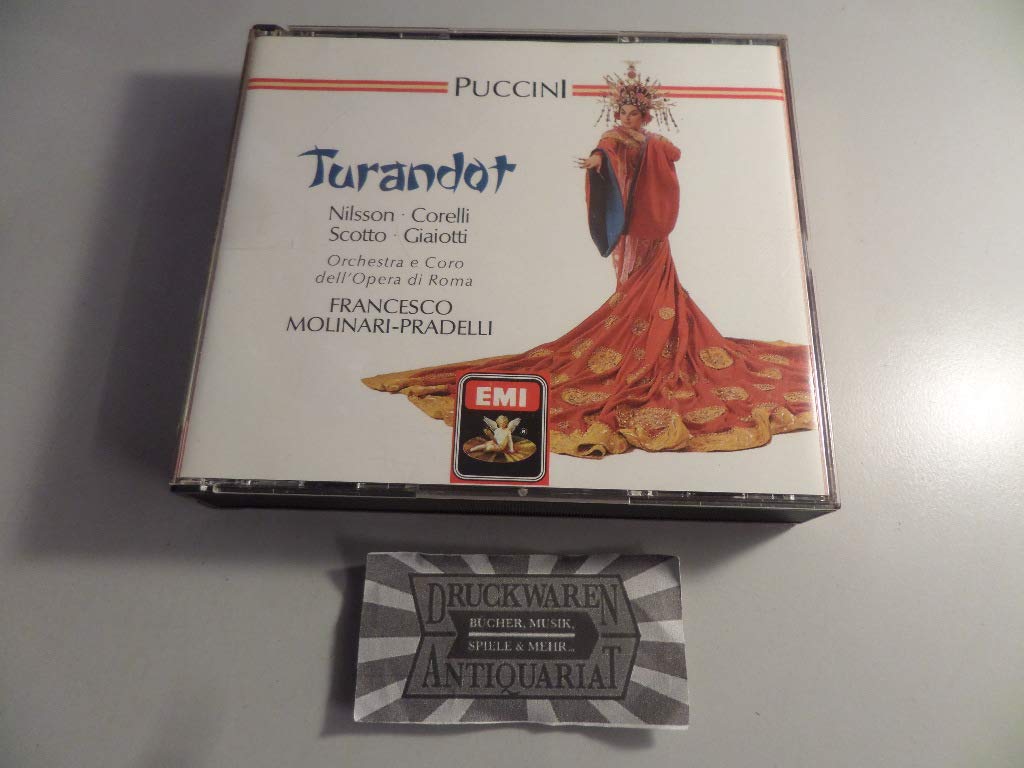 PUCCINI
Turandot
Nilsson · Corelli
Scotto · Giaiotti
Orchestra e Coro
dell'Opera di Roma
FRANCESCO
MOLINARI-PRADELLI
EMI
DRUCKWAREN
BÜCHER, MUSIK,
SPIELE & MEHR...
ANTIQUARIAT